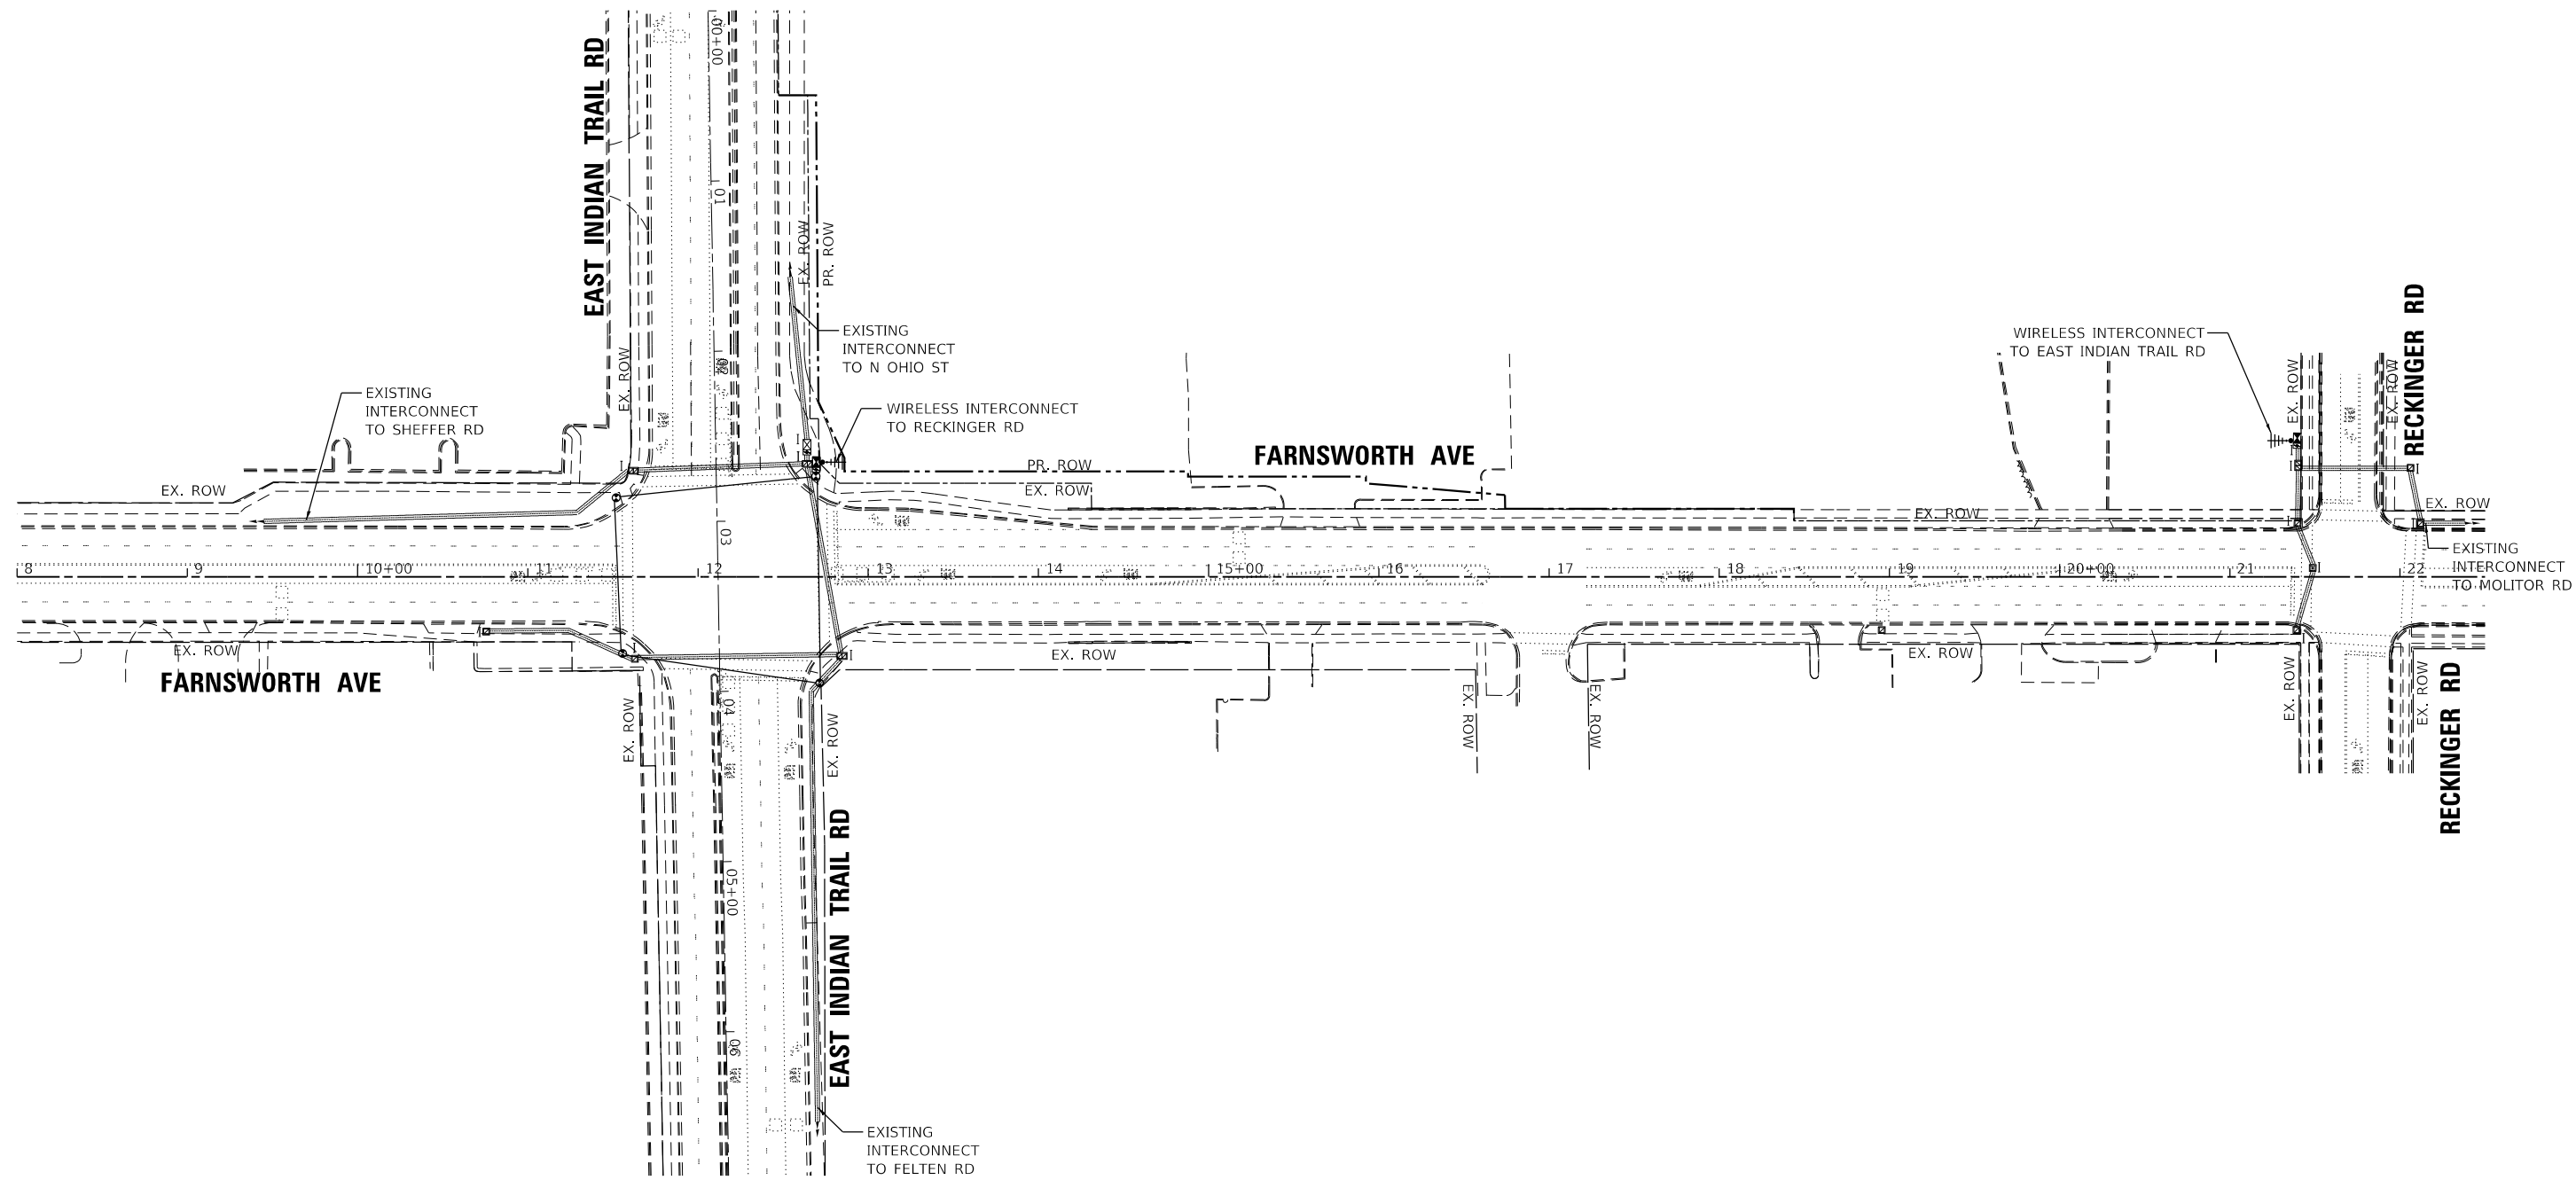 EAST INDIAN TRAIL RD
00+00
01
02
EX. ROW
PR. ROW
EX. ROW
EXISTING
INTERCONNECT
TO N OHIO ST
EXISTING
INTERCONNECT
TO SHEFFER RD
WIRELESS INTERCONNECT
TO RECKINGER RD
WIRELESS INTERCONNECT
TO EAST INDIAN TRAIL RD
RECKINGER RD
EX. ROW
EX. ROW
FARNSWORTH AVE
PR. ROW
EX. ROW
EX. ROW
EX. ROW
EX. ROW
03
8
9
10+00
11
12
13
14
15+00
16
17
18
19
20+00
21
22
EXISTING
INTERCONNECT
TO MOLITOR RD
EX. ROW
EX. ROW
EX. ROW
FARNSWORTH AVE
EX. ROW
04
EX. ROW
EX. ROW
EX. ROW
EX. ROW
EX. ROW
RECKINGER RD
05+00
06
EAST INDIAN TRAIL RD
EXISTING
INTERCONNECT
TO FELTEN RD